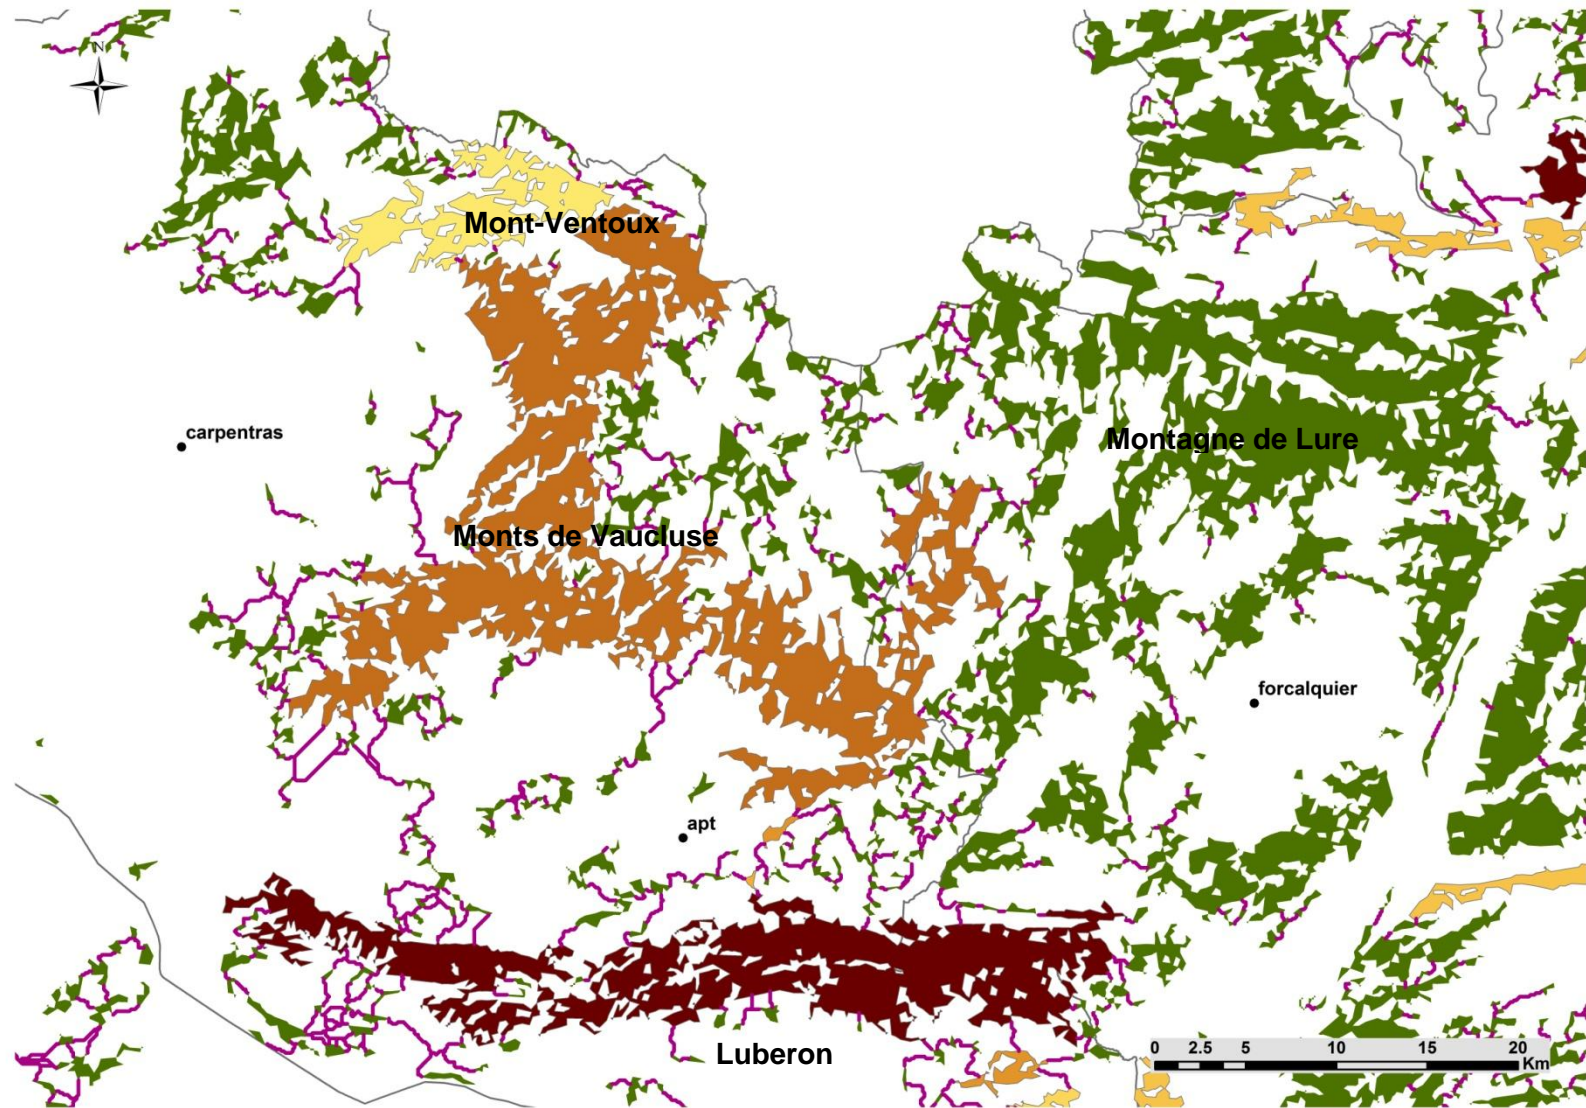 N
Mont-Ventoux
carpentras
Montagne de Lure
Monts de Vaucluse
forcalquier
apt
Luberon
0 2.5 5 10 15 20
Km